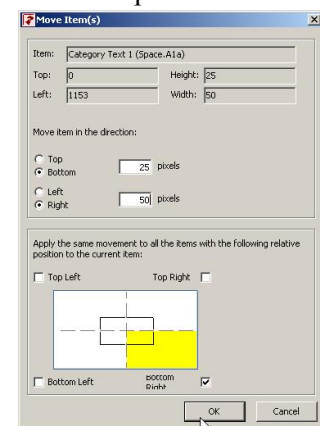 Move Item(s)
Item: Category Text 1 (Space.A1a)
Top: 0 Height: 25
Left: 1153 Width: 50
Move item in the direction:
Top
Bottom 25 pixels
Left
Right 50 pixels
Apply the same movement to all the items with the following relative
position to the current item:
Top Left Top Right
Bottom Left Bottom
Right
OK Cancel